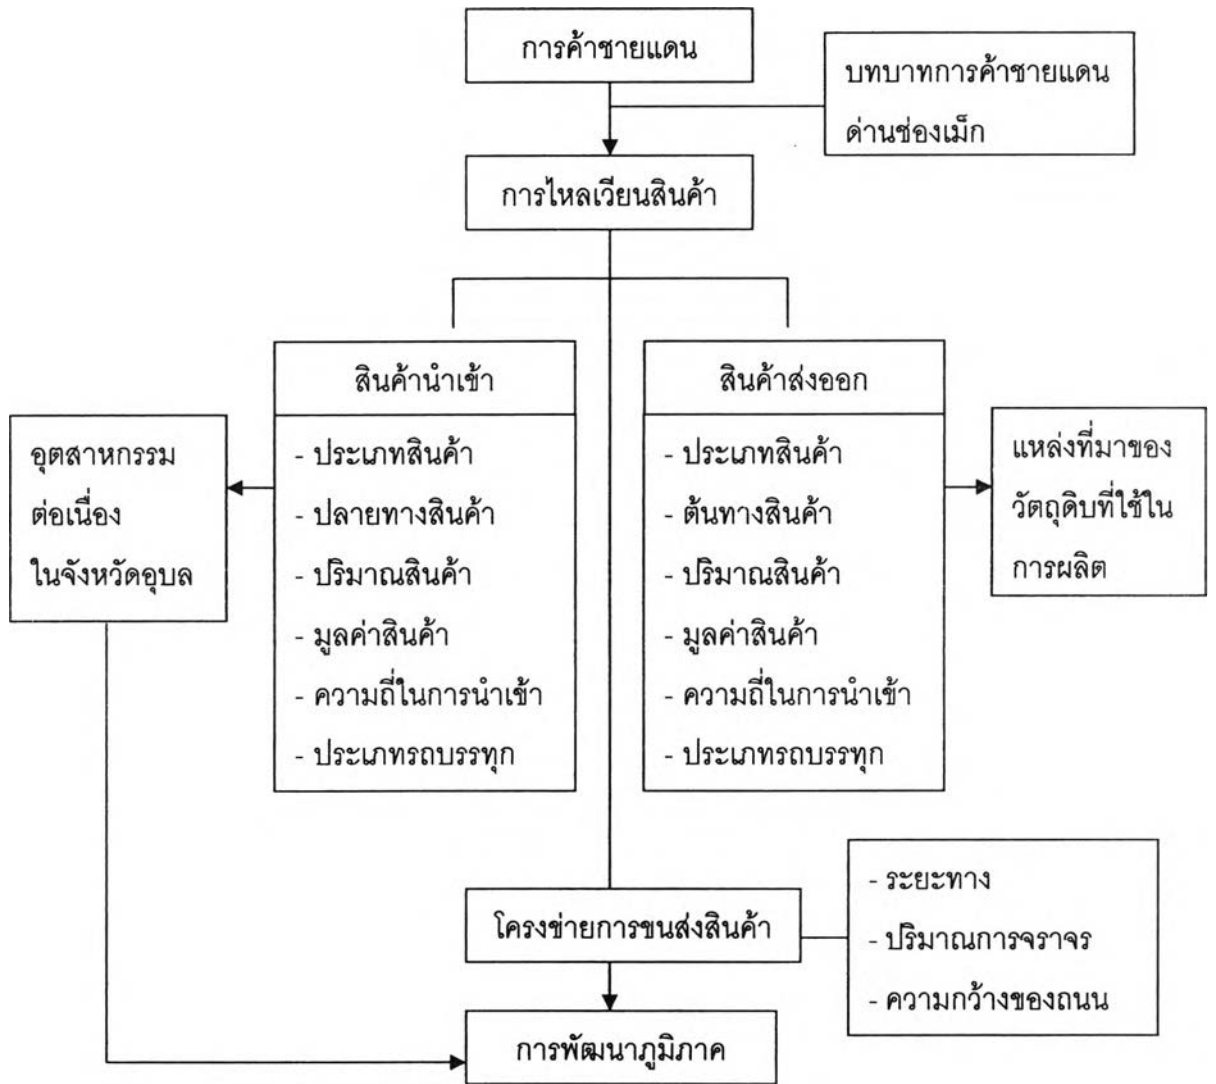 การค้าชายแดน
บทบาทการค้าชายแดน
ด่านช่องเม็ก
การไหลเวียนสินค้า
สินค้านำเข้า
- ประเภทสินค้า
- ปลายทางสินค้า
- ปริมาณสินค้า
- มูลค่าสินค้า
- ความถี่ในการนำเข้า
- ประเภทรถบรรทุก
สินค้าส่งออก
- ประเภทสินค้า
- ต้นทางสินค้า
- ปริมาณสินค้า
- มูลค่าสินค้า
- ความถี่ในการนำเข้า
- ประเภทรถบรรทุก
อุตสาหกรรม
ต่อเนื่อง
ในจังหวัดอุบล
แหล่งที่มาของ
วัตถุดิบที่ใช้ใน
การผลิต
โครงข่ายการขนส่งสินค้า
- ระยะทาง
- ปริมาณการจราจร
- ความกว้างของถนน
การพัฒนาภูมิภาค